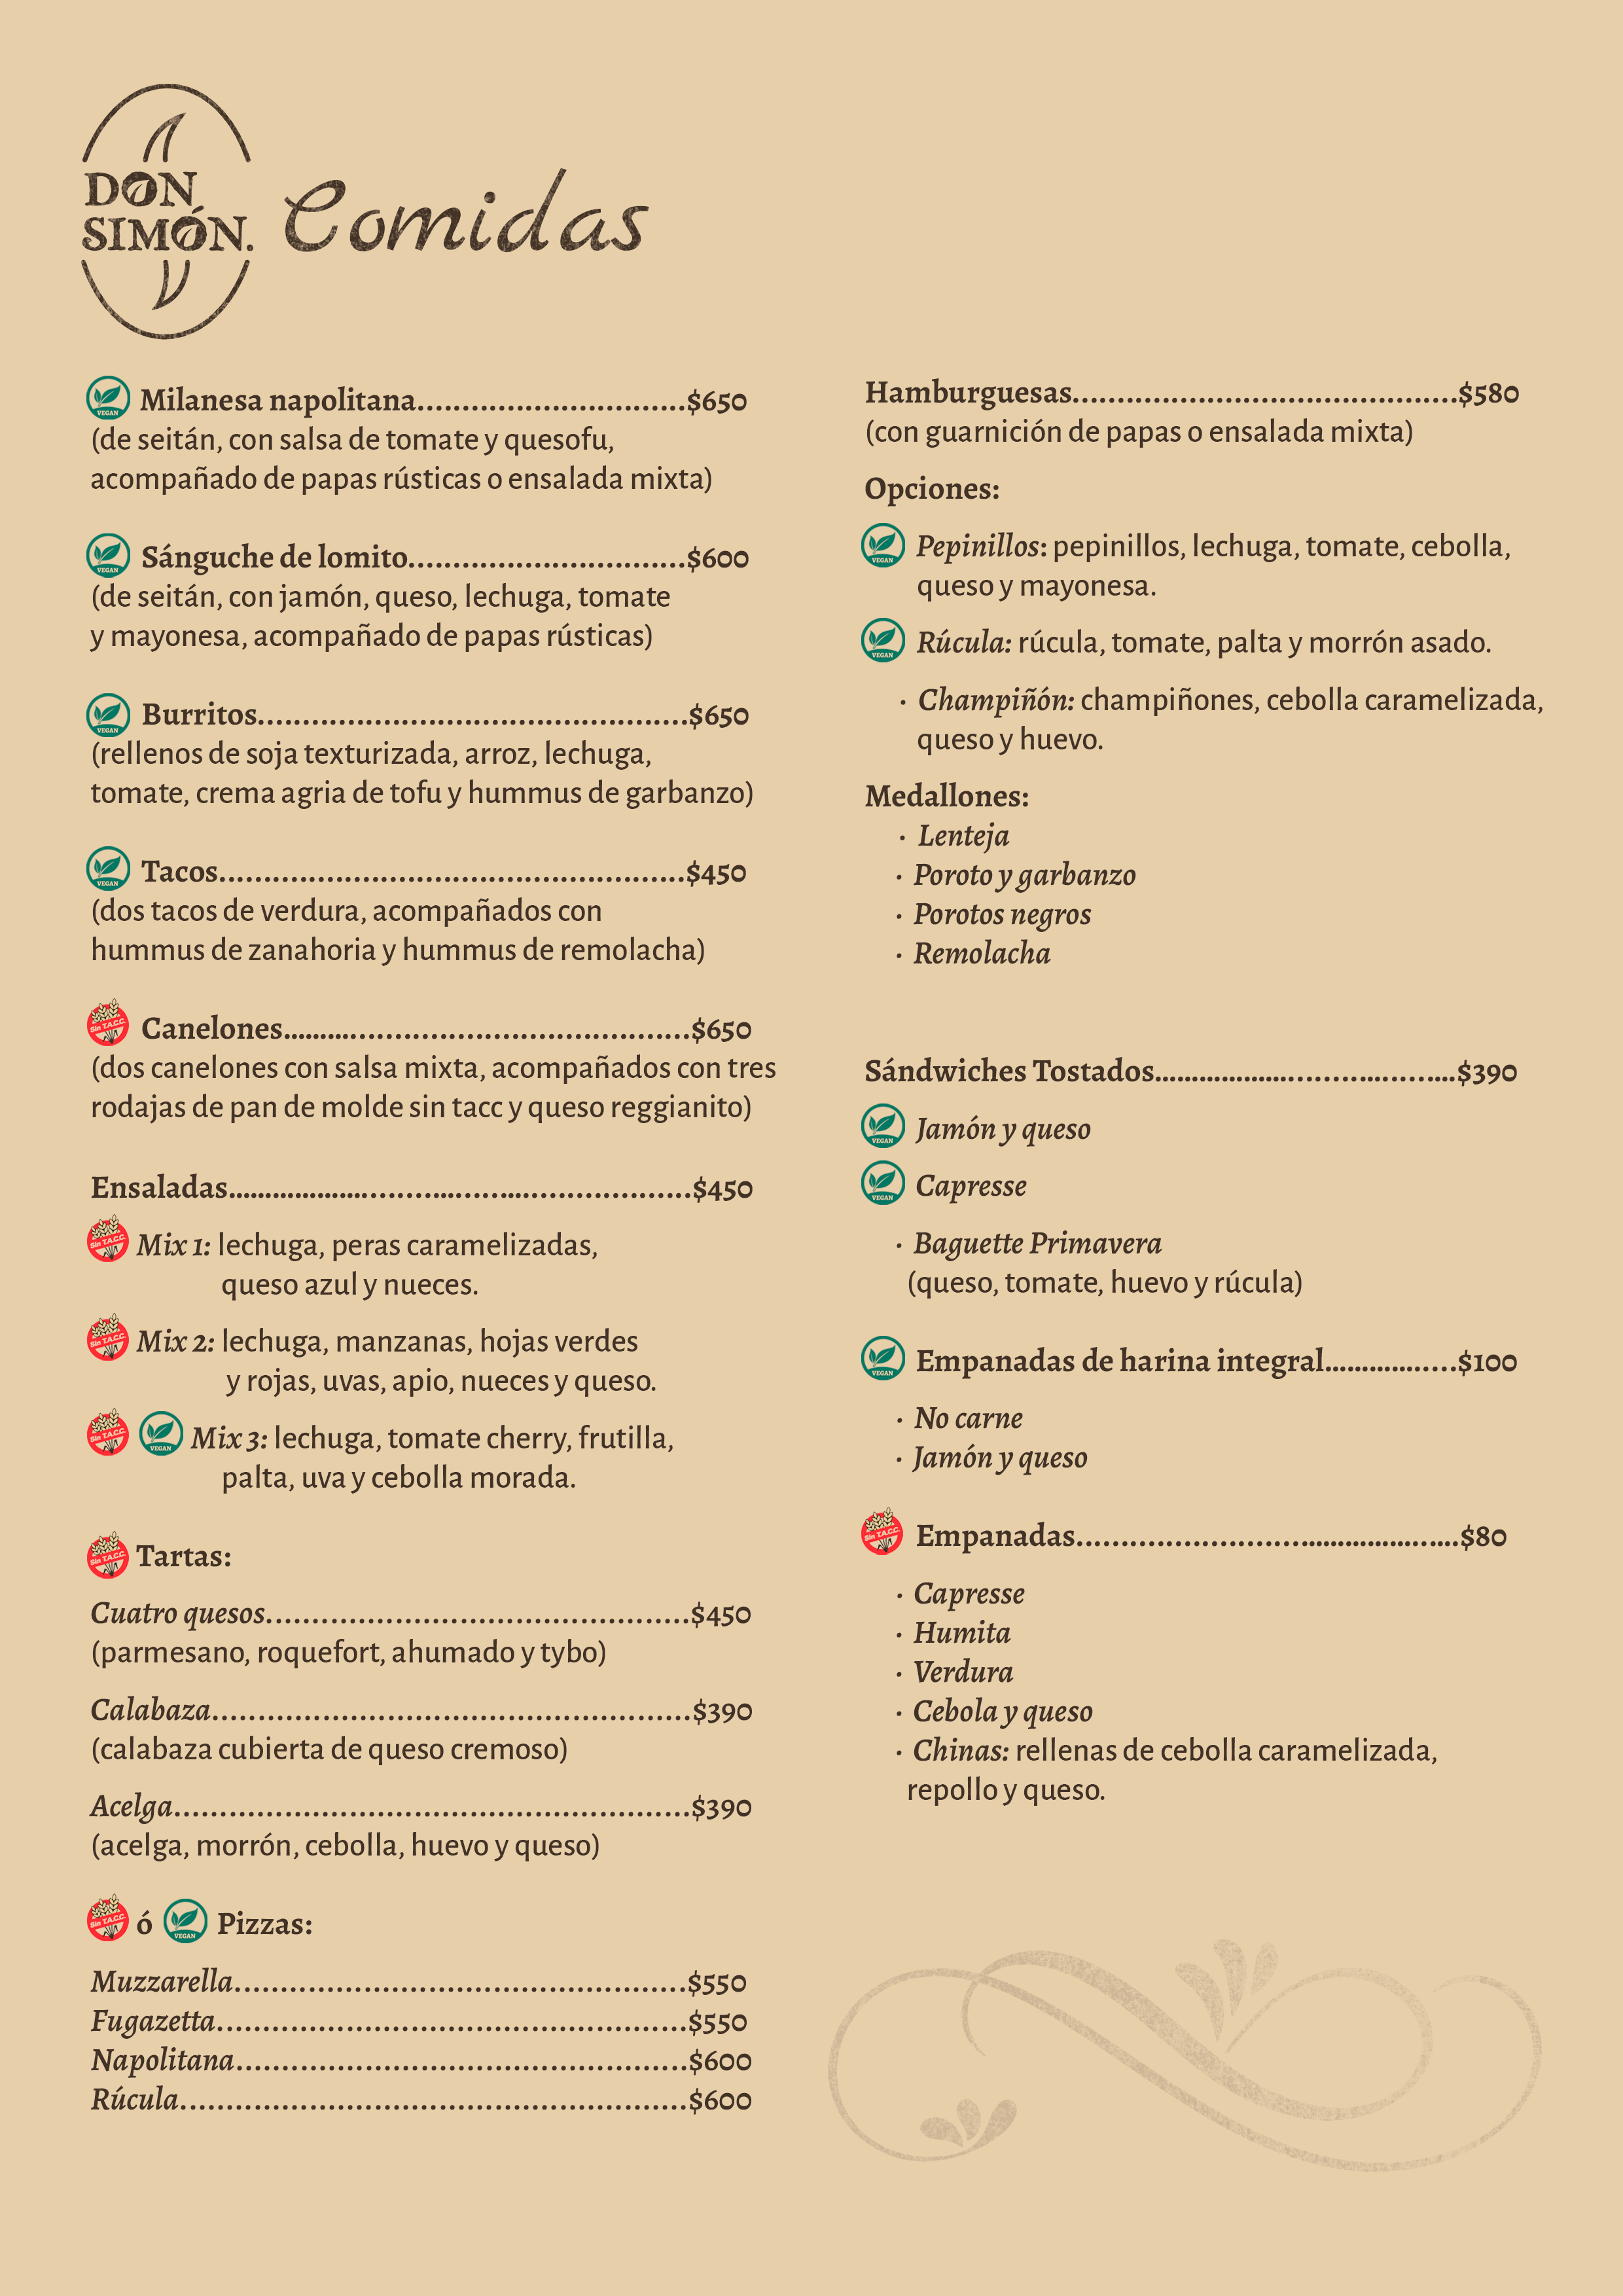 DON
SIMÓN.
Comidas
VEGAN
Milanesa napolitana..............................$650
(de seitán, con salsa de tomate y quesofu,
acompañado de papas rústicas o ensalada mixta)
VEGAN
Sánguche de lomito..............................$600
(de seitán, con jamón, queso, lechuga, tomate
y mayonesa, acompañado de papas rústicas)
VEGAN
Burritos..............................................$650
(rellenos de soja texturizada, arroz, lechuga,
tomate, crema agria de tofu y hummus de garbanzo)
VEGAN
Tacos..................................................$450
(dos tacos de verdura, acompañados con
hummus de zanahoria y hummus de remolacha)
Sin T.A.C.C.
Canelones.............................................$650
(dos canelones con salsa mixta, acompañados con tres
rodajas de pan de molde sin tacc y queso reggianito)
Ensaladas.....................................................$450
Sin T.A.C.C.
Mix 1: lechuga, peras caramelizadas,
queso azul y nueces.
Sin T.A.C.C.
Mix 2: lechuga, manzanas, hojas verdes
y rojas, uvas, apio, nueces y queso.
Sin T.A.C.C.
VEGAN
Mix 3: lechuga, tomate cherry, frutilla,
palta, uva y cebolla morada.
Sin T.A.C.C.
Tartas:
Cuatro quesos..............................................$450
(parmesano, roquefort, ahumado y tybo)
Calabaza....................................................$390
(calabaza cubierta de queso cremoso)
Acelga........................................................$390
(acelga, morrón, cebolla, huevo y queso)
Sin T.A.C.C.
ó
VEGAN
Pizzas:
Muzzarella.................................................$550
Fugazetta...................................................$550
Napolitana.................................................$600
Rúcula.......................................................$600
Hamburguesas..........................................$580
(con guarnición de papas o ensalada mixta)
Opciones:
VEGAN
Pepinillos: pepinillos, lechuga, tomate, cebolla,
queso y mayonesa.
VEGAN
Rúcula: rúcula, tomate, palta y morrón asado.
· Champiñón: champiñones, cebolla caramelizada,
queso y huevo.
Medallones:
· Lenteja
· Poroto y garbanzo
· Porotos negros
· Remolacha
Sándwiches Tostados.....................................$390
VEGAN
Jamón y queso
VEGAN
Capresse
· Baguette Primavera
(queso, tomate, huevo y rúcula)
VEGAN
Empanadas de harina integral.................$100
· No carne
· Jamón y queso
Sin T.A.C.C.
Empanadas.............................................$80
· Capresse
· Humita
· Verdura
· Cebola y queso
· Chinas: rellenas de cebolla caramelizada,
repollo y queso.